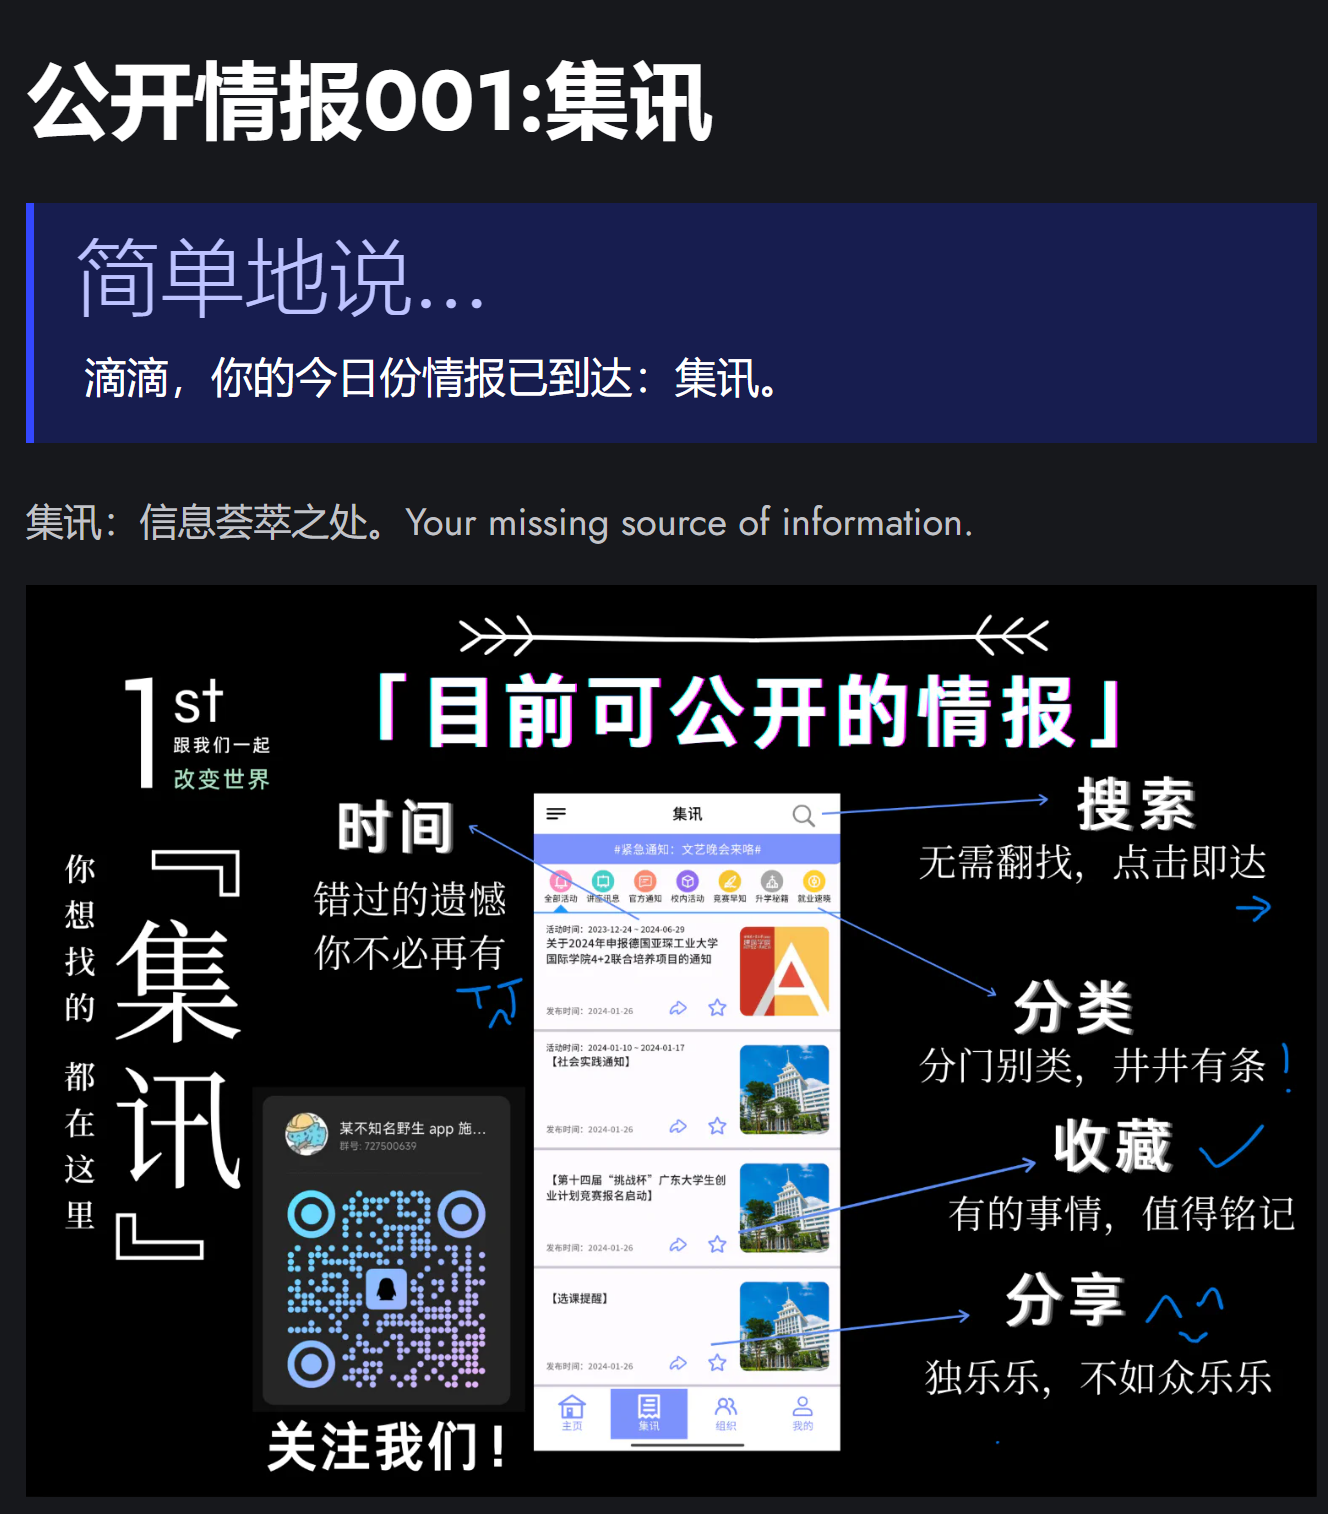 公开情报001:集讯
简单地说...
滴滴，你的今日份情报已到达：集讯。
集讯：信息荟萃之处。Your missing source of information.
1st
跟我们一起
改变世界
「目前可公开的情报」
你想找的 都在这里
『集讯』
时间
错过的遗憾
你不必再有
某不知名野生 app 施...
群号: 727500639
关注我们！
集讯
#紧急通知：文艺晚会来咯#
全部活动 讲座讯息 官方通知 校内活动 竞赛早知 升学秘籍 就业速晓
活动时间：2023-12-24 ~ 2024-06-29
关于2024年申报德国亚琛工业大学
国际学院4+2联合培养项目的通知
发布时间：2024-01-26
活动时间：2024-01-10 ~ 2024-01-17
【社会实践通知】
发布时间：2024-01-26
【第十四届“挑战杯”广东大学生创
业计划竞赛报名启动】
发布时间：2024-01-26
【选课提醒】
发布时间：2024-01-26
主页 集讯 组织 我的
搜索
无需翻找，点击即达
分类
分门别类，井井有条
收藏
有的事情，值得铭记
分享
独乐乐，不如众乐乐